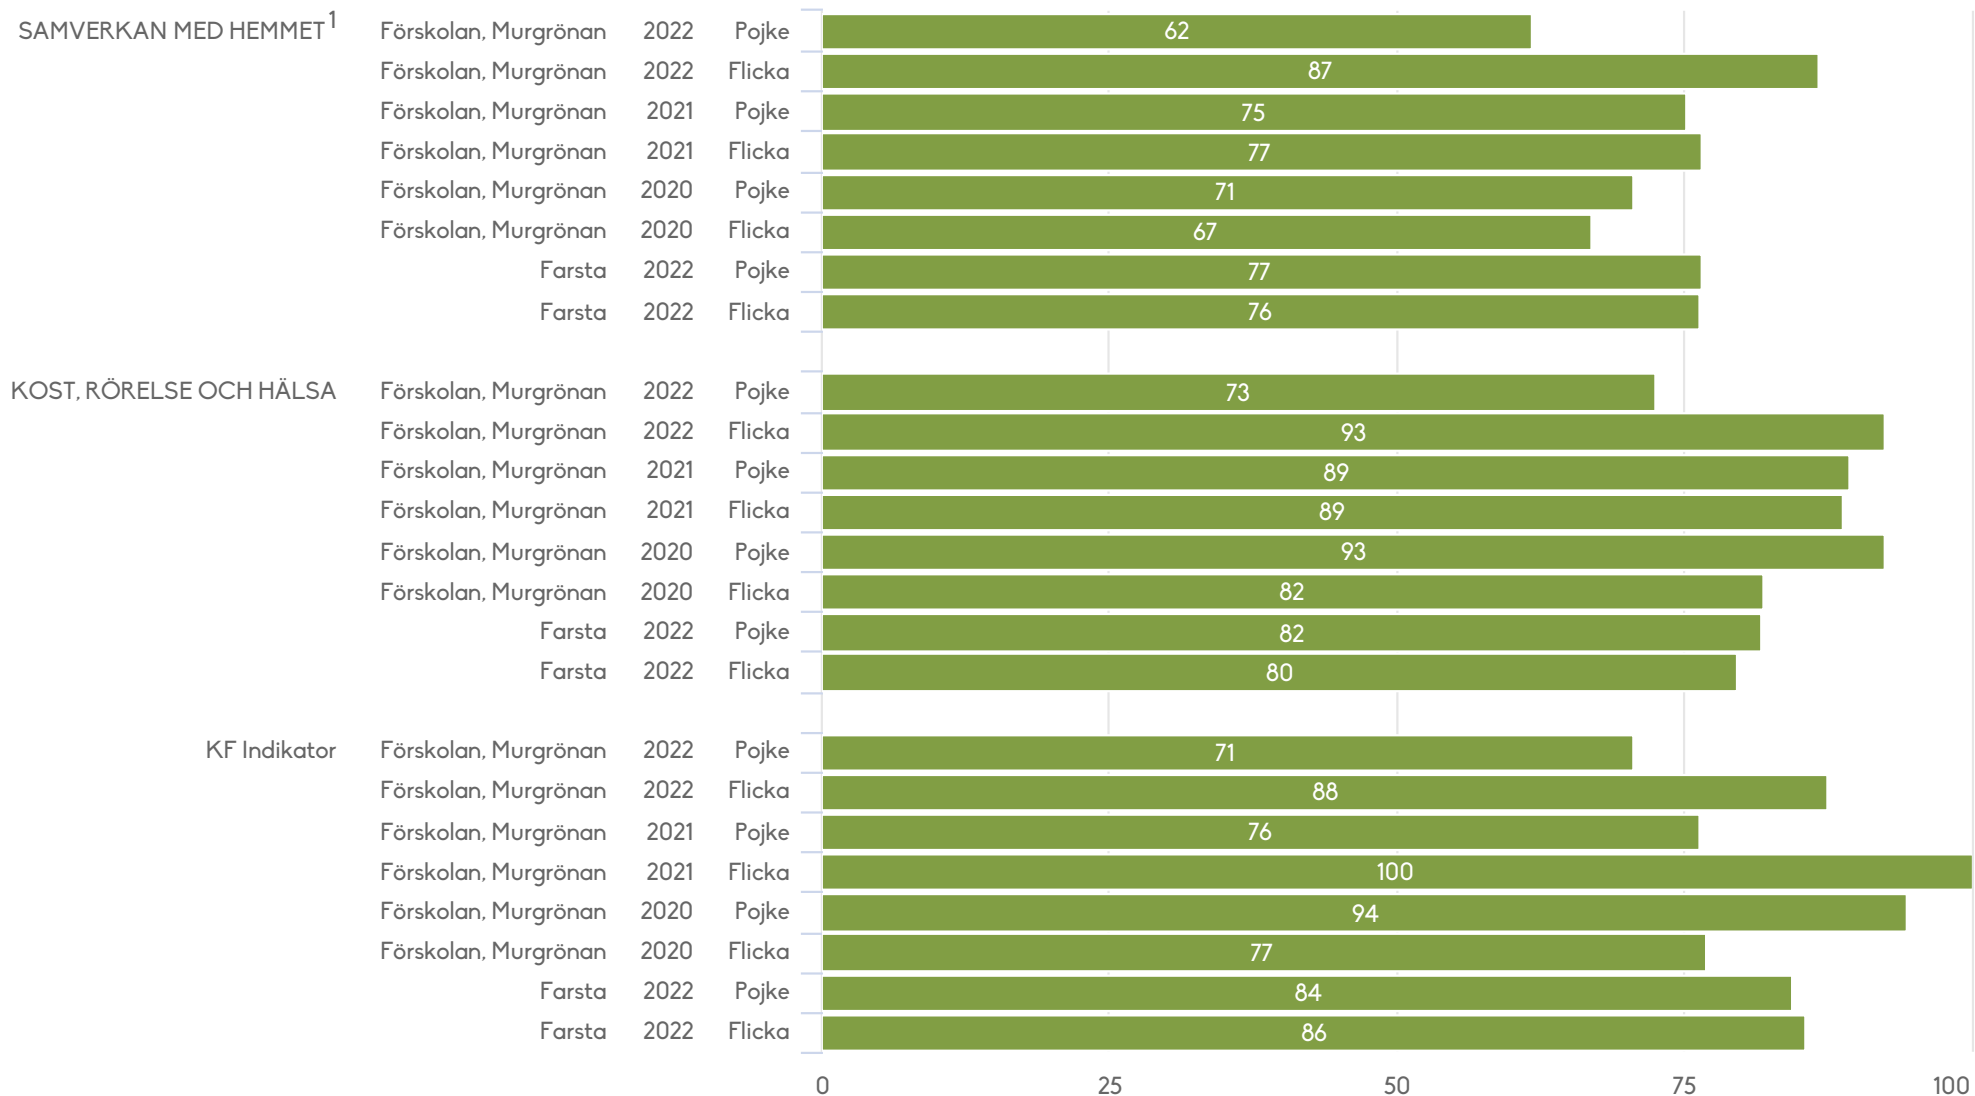 SAMVERKAN MED HEMMET1 Förskolan, Murgrönan 2022 Pojke 62
Förskolan, Murgrönan 2022 Flicka 87
Förskolan, Murgrönan 2021 Pojke 75
Förskolan, Murgrönan 2021 Flicka 77
Förskolan, Murgrönan 2020 Pojke 71
Förskolan, Murgrönan 2020 Flicka 67
Farsta 2022 Pojke 77
Farsta 2022 Flicka 76
KOST, RÖRELSE OCH HÄLSA Förskolan, Murgrönan 2022 Pojke 73
Förskolan, Murgrönan 2022 Flicka 93
Förskolan, Murgrönan 2021 Pojke 89
Förskolan, Murgrönan 2021 Flicka 89
Förskolan, Murgrönan 2020 Pojke 93
Förskolan, Murgrönan 2020 Flicka 82
Farsta 2022 Pojke 82
Farsta 2022 Flicka 80
KF Indikator Förskolan, Murgrönan 2022 Pojke 71
Förskolan, Murgrönan 2022 Flicka 88
Förskolan, Murgrönan 2021 Pojke 76
Förskolan, Murgrönan 2021 Flicka 100
Förskolan, Murgrönan 2020 Pojke 94
Förskolan, Murgrönan 2020 Flicka 77
Farsta 2022 Pojke 84
Farsta 2022 Flicka 86
0 25 50 75 100